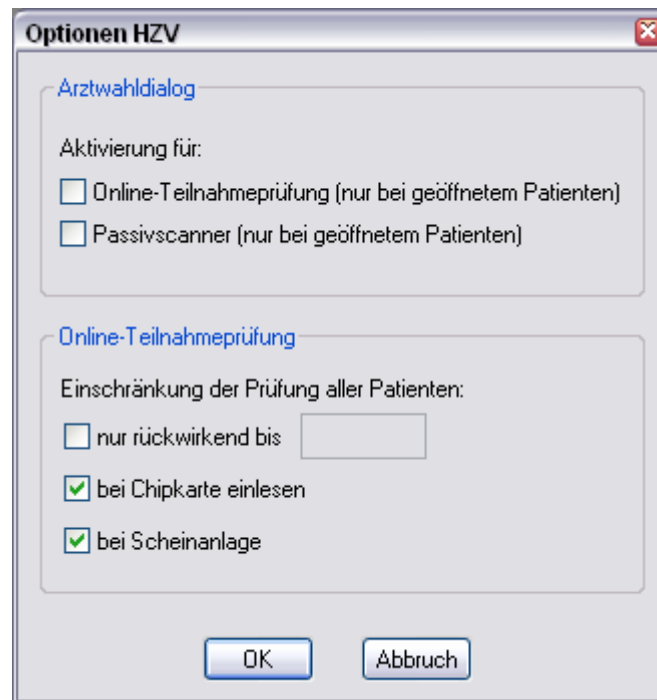 Optionen HZV
Arztwahldialog
Aktivierung für:
Online-Teilnahmeprüfung (nur bei geöffnetem Patienten)
Passivscanner (nur bei geöffnetem Patienten)
Online-Teilnahmeprüfung
Einschränkung der Prüfung aller Patienten:
nur rückwirkend bis
bei Chipkarte einlesen
bei Scheinanlage
OK Abbruch